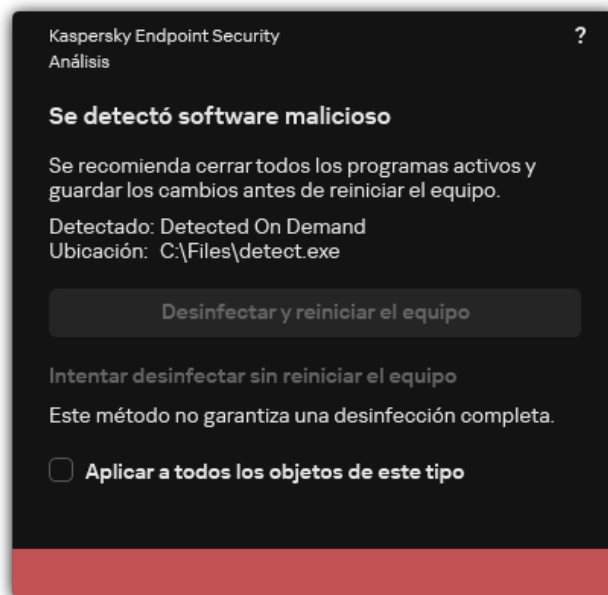 Kaspersky Endpoint Security
?
Análisis
Se detectó software malicioso
Se recomienda cerrar todos los programas activos y
guardar los cambios antes de reiniciar el equipo.
Detectado: Detected On Demand
Ubicación: C:\Files\detect.exe
Desinfectar y reiniciar el equipo
Intentar desinfectar sin reiniciar el equipo
Este método no garantiza una desinfección completa.
Aplicar a todos los objetos de este tipo